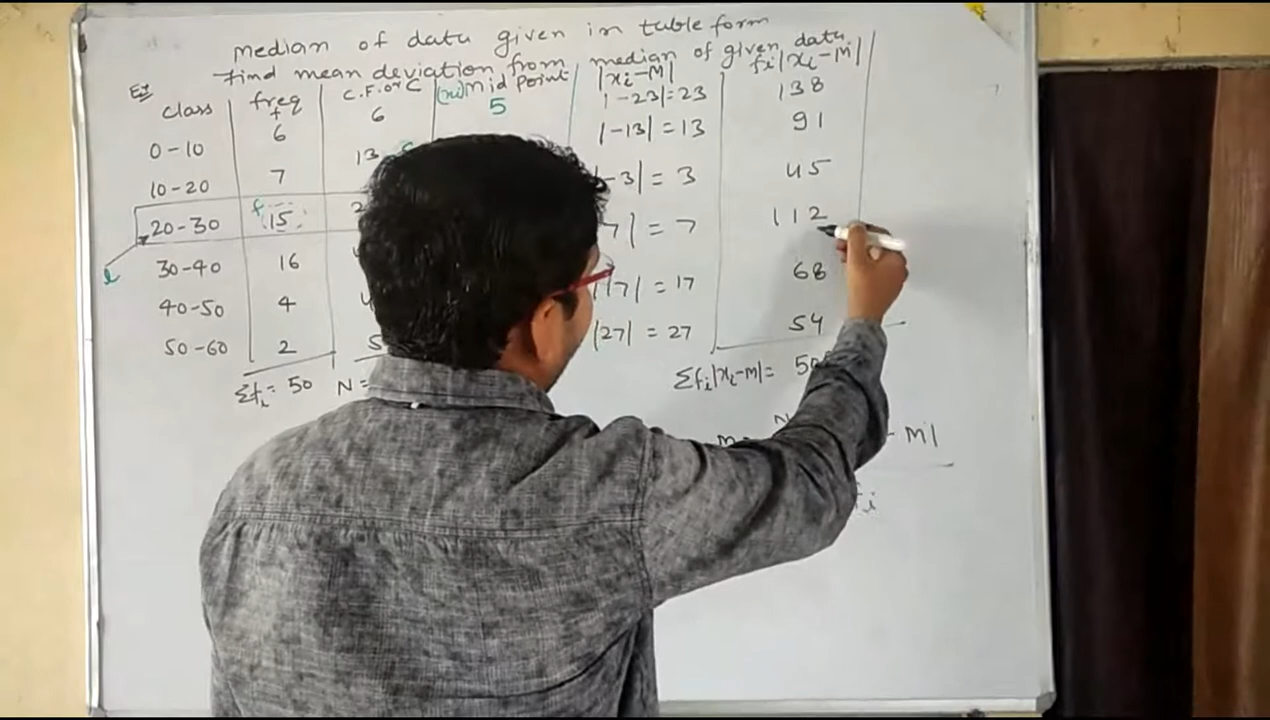 median of data given in table form
Ex find mean deviation from median of given data
class freq f C.F. or C (xi) Mid Point |xi-M| fi|xi-M|
0-10 6 6 5 |-23|=23 138
10-20 7 13 |-13|=13 91
20-30 f 15 2 -3|= 3 45
l 30-40 16 7|= 7 112
40-50 4 |17| = 17 68
50-60 2 5 |27| = 27 54
Σfi= 50 N= Σfi|xi-M|= 50
- M|